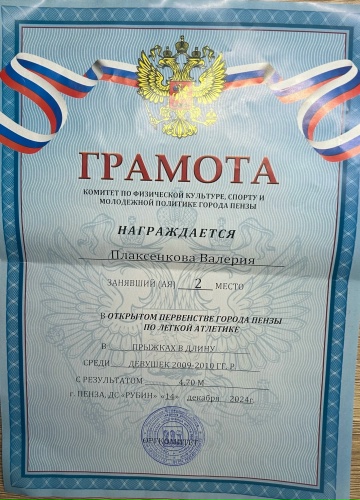 ГРАМОТА
КОМИТЕТ ПО ФИЗИЧЕСКОЙ КУЛЬТУРЕ, СПОРТУ И
МОЛОДЕЖНОЙ ПОЛИТИКЕ ГОРОДА ПЕНЗЫ
НАГРАЖДАЕТСЯ
Плаксенкова Валерия
ЗАНЯВШИЙ (АЯ) 2 МЕСТО
В ОТКРЫТОМ ПЕРВЕНСТВЕ ГОРОДА ПЕНЗЫ
ПО ЛЕГКОЙ АТЛЕТИКЕ
В ПРЫЖКАХ В ДЛИНУ
СРЕДИ ДЕВУШЕК 2009-2010 ГГ. Р.
С РЕЗУЛЬТАТОМ 4,70 М
г. ПЕНЗА, ДС «РУБИН» «14» декабря 2024г.
ОРГКОМИТЕТ